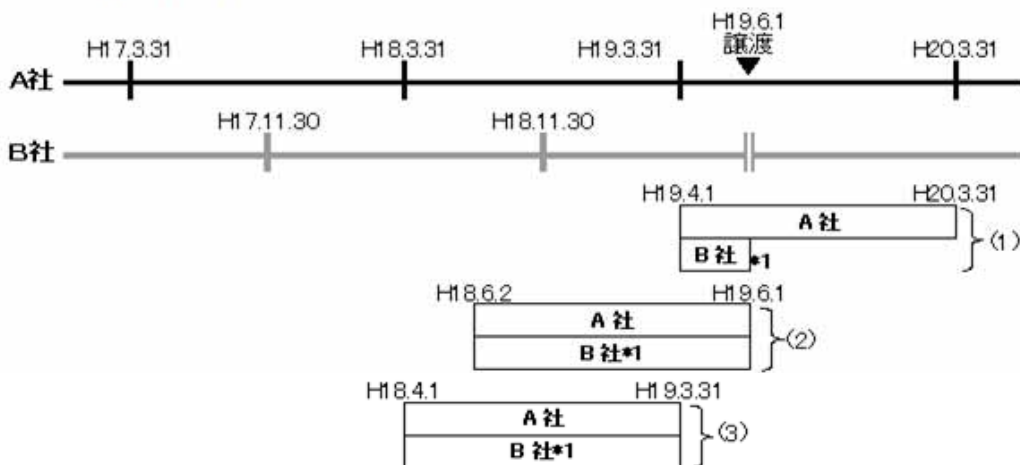 H19.6.1
譲渡
H17.3.31 H18.3.31 H19.3.31 H20.3.31
A社
H17.11.30 H18.11.30
B社
H19.4.1 H20.3.31
A社 (1)
B社*1
H18.6.2 H19.6.1
A社 (2)
B社*1
H18.4.1 H19.3.31
A社 (3)
B社*1